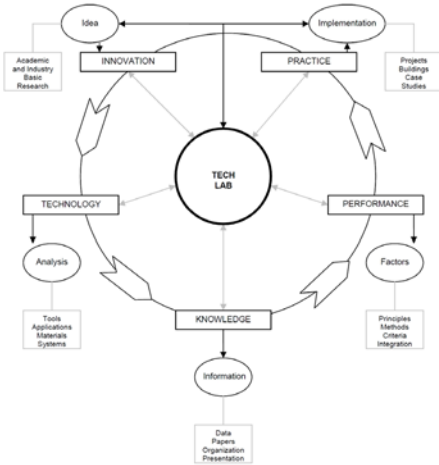 Idea
Implementation
Academic
and Industry
Basic
Research
INNOVATION
PRACTICE
Projects
Buildings
Case
Studies
TECH
LAB
TECHNOLOGY
PERFORMANCE
Analysis
Factors
Tools
Applications
Materials
Systems
KNOWLEDGE
Principles
Methods
Criteria
Integration
Information
Data
Papers
Organization
Presentation